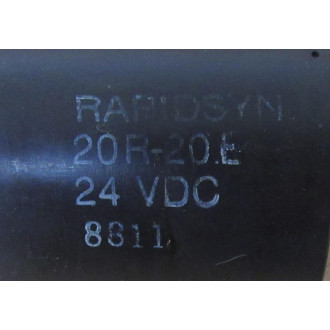 RAPIDSYN
20R-20.E
24 VDC
8811